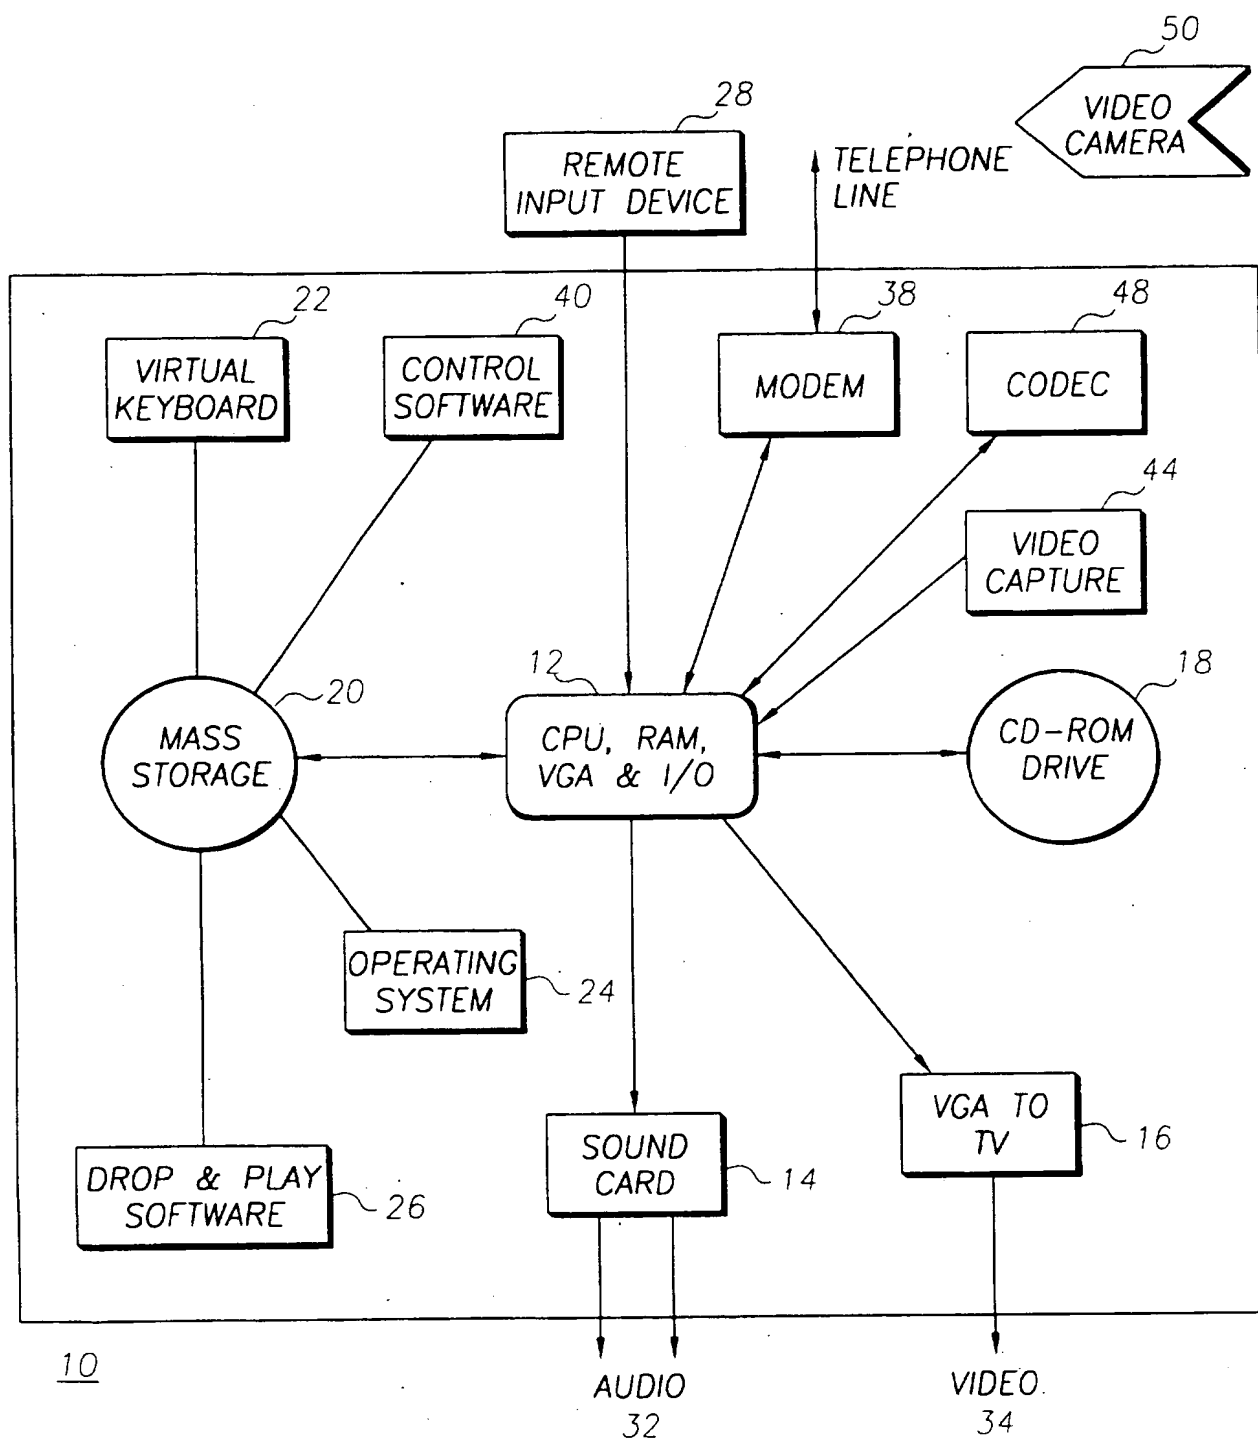 50
VIDEO
CAMERA
28
REMOTE
INPUT DEVICE
TELEPHONE
LINE
22
VIRTUAL
KEYBOARD
40
CONTROL
SOFTWARE
38
MODEM
48
CODEC
44
VIDEO
CAPTURE
20
MASS
STORAGE
12
CPU, RAM,
VGA & I/O
18
CD-ROM
DRIVE
OPERATING
SYSTEM
24
VGA TO
TV
16
SOUND
CARD
14
DROP & PLAY
SOFTWARE
26
10
AUDIO
32
VIDEO.
34